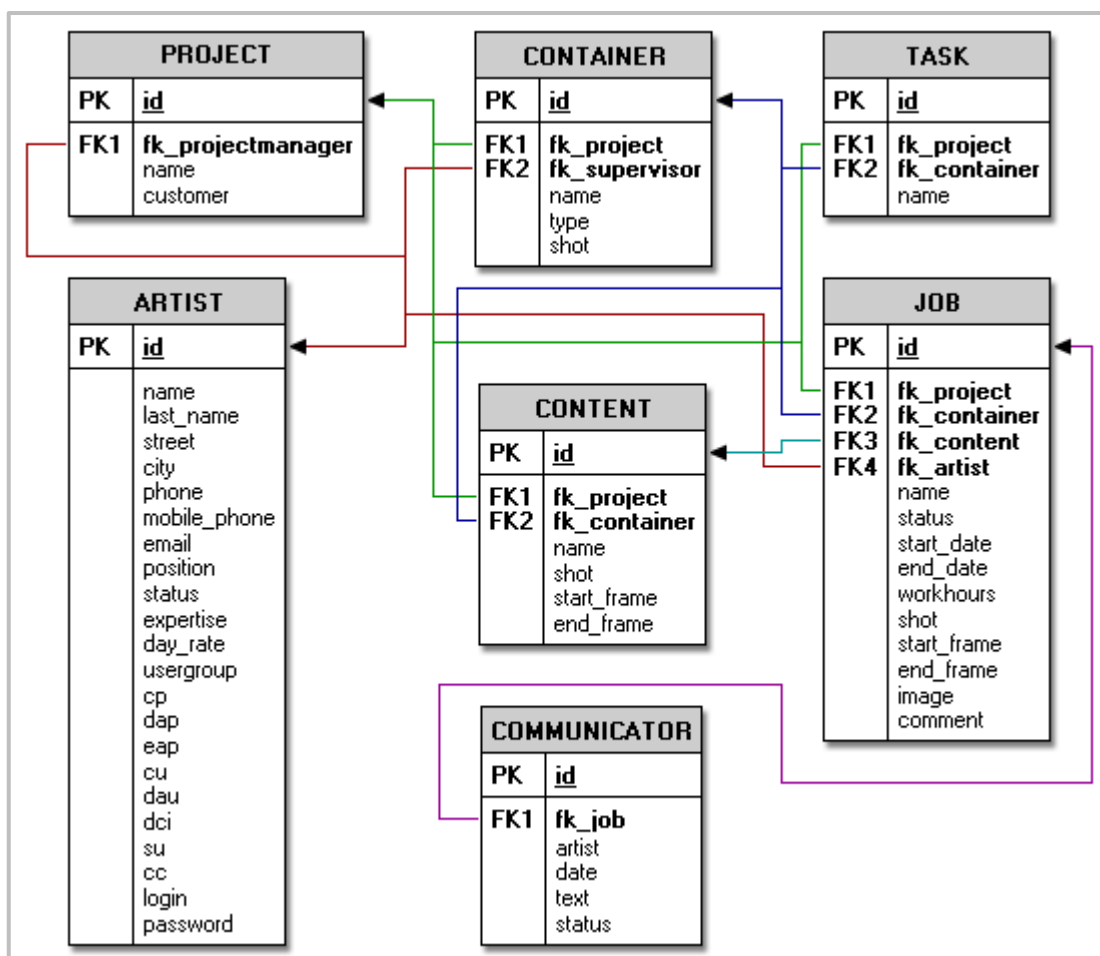 PROJECT
PK id
FK1 fk_projectmanager
name
customer
CONTAINER
PK id
FK1 fk_project
FK2 fk_supervisor
name
type
shot
TASK
PK id
FK1 fk_project
FK2 fk_container
name
ARTIST
PK id
name
last_name
street
city
phone
mobile_phone
email
position
status
expertise
day_rate
usergroup
cp
dap
eap
cu
dau
dci
su
cc
login
password
CONTENT
PK id
FK1 fk_project
FK2 fk_container
name
shot
start_frame
end_frame
JOB
PK id
FK1 fk_project
FK2 fk_container
FK3 fk_content
FK4 fk_artist
name
status
start_date
end_date
workhours
shot
start_frame
end_frame
image
comment
COMMUNICATOR
PK id
FK1 fk_job
artist
date
text
status